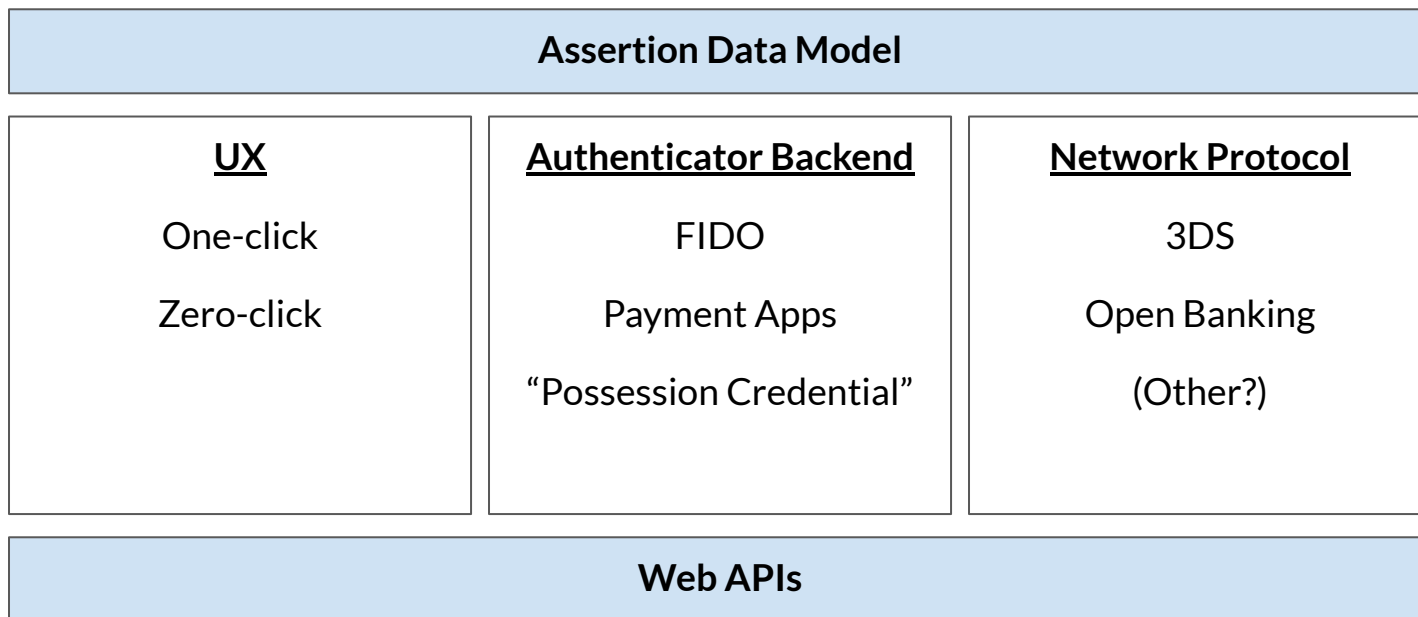 Assertion Data Model
UX
One-click
Zero-click
Authenticator Backend
FIDO
Payment Apps
“Possession Credential”
Network Protocol
3DS
Open Banking
(Other?)
Web APIs